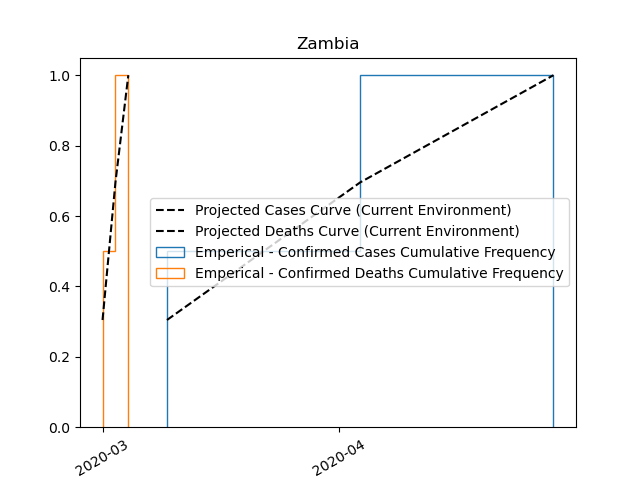 Zambia
1.0
0.8
0.6
0.4
0.2
0.0
Projected Cases Curve (Current Environment)
Projected Deaths Curve (Current Environment)
Emperical - Confirmed Cases Cumulative Frequency
Emperical - Confirmed Deaths Cumulative Frequency
2020-03
2020-04